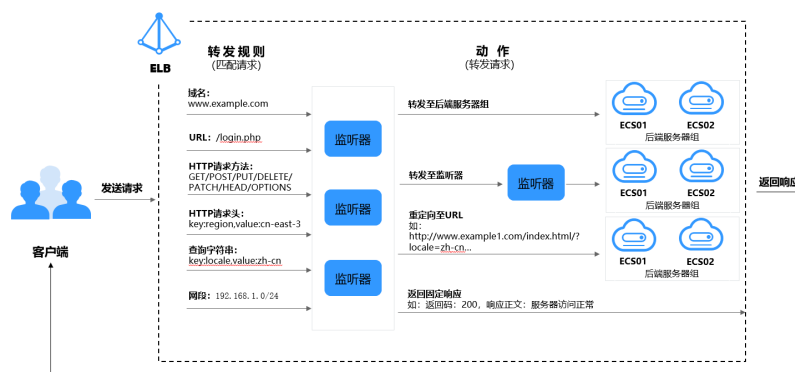 ELB
转发规则
(匹配请求)
动 作
(转发请求)
域名:
www.example.com
URL: /login.php
HTTP请求方法:
GET/POST/PUT/DELETE/
PATCH/HEAD/OPTIONS
HTTP请求头:
key:region,value:cn-east-3
查询字符串:
key:locale,value:zh-cn
网段: 192.168.1.0/24
发送请求
客户端
监听器
监听器
监听器
转发至后端服务器组
转发至监听器
监听器
重定向至URL
如:
http://www.example1.com/index.html/?
locale=zh-cn...
返回固定响应
如: 返回码: 200, 响应正文: 服务器访问正常
ECS01 ECS02
后端服务器组
ECS01 ECS02
后端服务器组
ECS01 ECS02
后端服务器组
返回响应